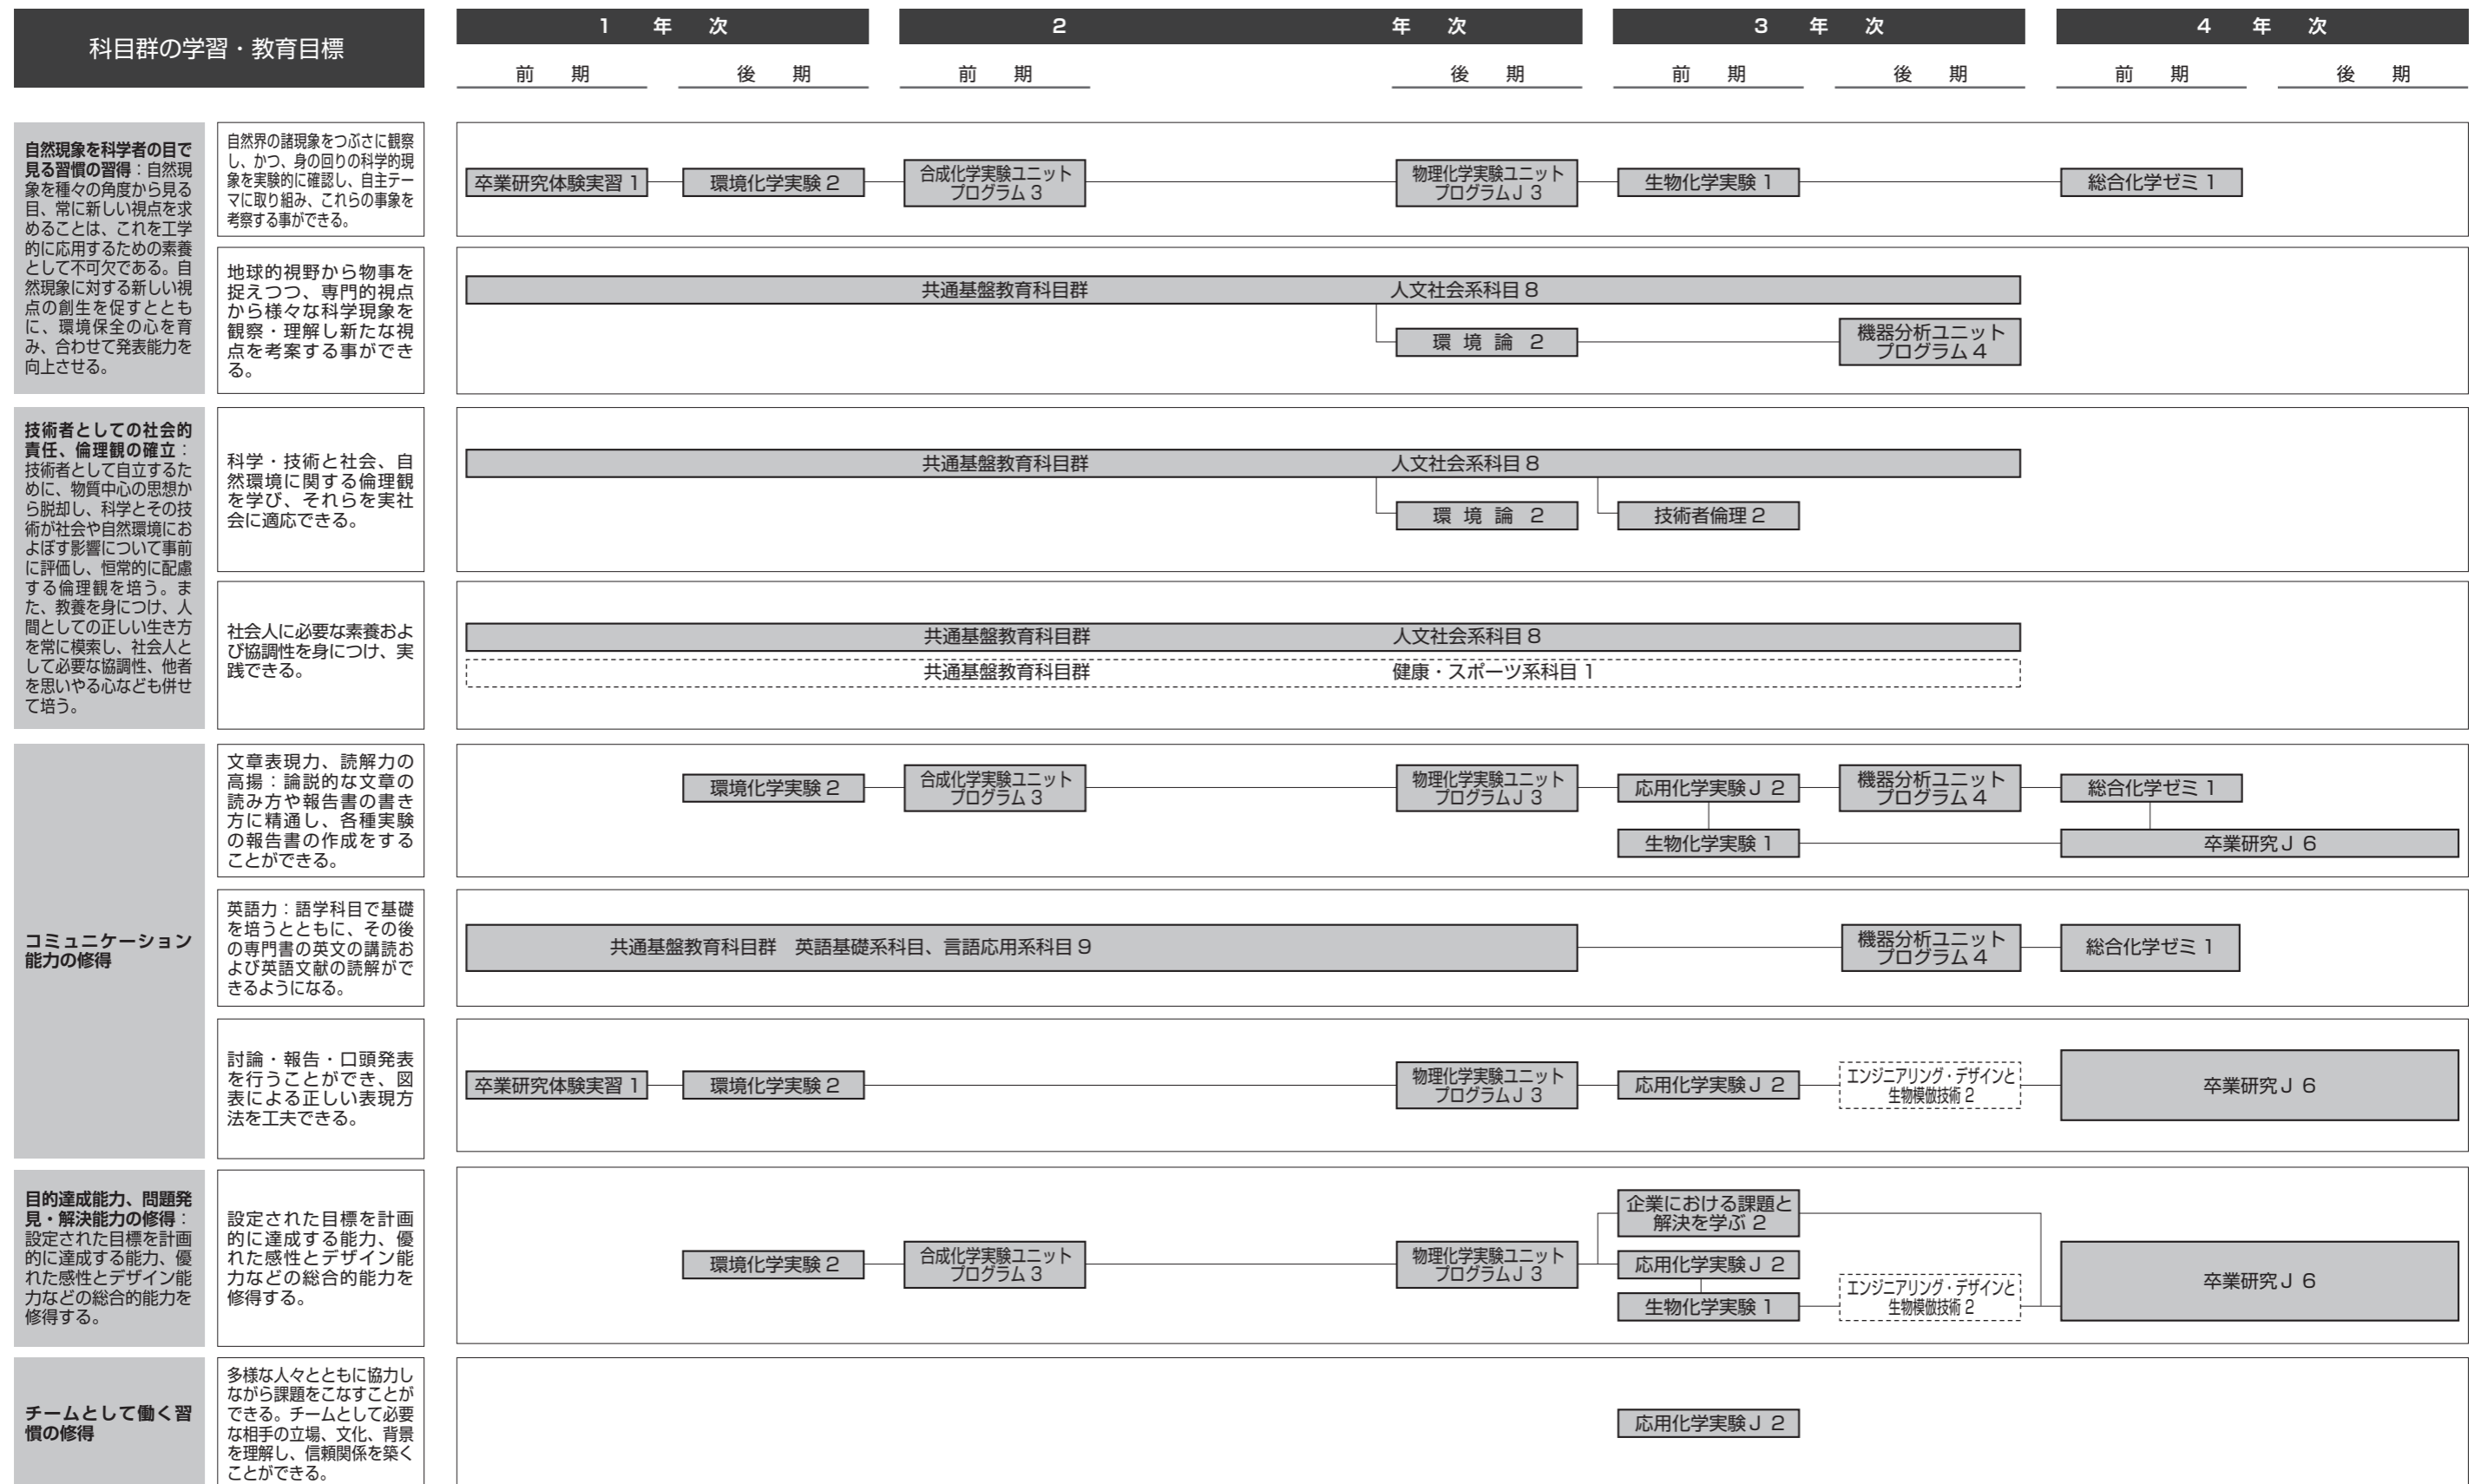 科目群の学習・教育目標
1 年 次
2 年 次
3 年 次
4 年 次
前 期
後 期
前 期
後 期
前 期
後 期
前 期
後 期
自然現象を科学者の目で
見る習慣の習得：自然現
象を種々の角度から見る
目、常に新しい視点を求
めることは、これを工学
的に応用するための素養
として不可欠である。自
然現象に対する新しい視
点の創生を促すととも
に、環境保全の心を育
み、合わせて発表能力を
向上させる。
自然界の諸現象をつぶさに観察
し、かつ、身の回りの科学的現
象を実験的に確認し、自主テー
マに取り組み、これらの事象を
考察する事ができる。
卒業研究体験実習 1
環境化学実験 2
合成化学実験ユニット
プログラム 3
物理化学実験ユニット
プログラムJ 3
生物化学実験 1
総合化学ゼミ 1
地球的視野から物事を
捉えつつ、専門的視点
から様々な科学現象を
観察・理解し新たな視
点を考案する事ができ
る。
共通基盤教育科目群 人文社会系科目 8
環 境 論 2
機器分析ユニット
プログラム 4
技術者としての社会的
責任、倫理観の確立：
技術者として自立するた
めに、物質中心の思想か
ら脱却し、科学とその技
術が社会や自然環境にお
よぼす影響について事前
に評価し、恒常的に配慮
する倫理観を培う。ま
た、教養を身につけ、人
間としての正しい生き方
を常に模索し、社会人と
して必要な協調性、他者
を思いやる心なども併せ
て培う。
科学・技術と社会、自
然環境に関する倫理観
を学び、それらを実社
会に適応できる。
共通基盤教育科目群 人文社会系科目 8
環 境 論 2
技術者倫理 2
社会人に必要な素養およ
び協調性を身につけ、実
践できる。
共通基盤教育科目群 人文社会系科目 8
共通基盤教育科目群 健康・スポーツ系科目 1
コミュニケーション
能力の修得
文章表現力、読解力の
高揚：論説的な文章の
読み方や報告書の書き
方に精通し、各種実験
の報告書の作成をする
ことができる。
環境化学実験 2
合成化学実験ユニット
プログラム 3
物理化学実験ユニット
プログラムJ 3
応用化学実験J 2
機器分析ユニット
プログラム 4
総合化学ゼミ 1
生物化学実験 1
卒業研究J 6
英語力：語学科目で基礎
を培うとともに、その後
の専門書の英文の講読お
よび英語文献の読解がで
きるようになる。
共通基盤教育科目群 英語基礎系科目、言語応用系科目 9
機器分析ユニット
プログラム 4
総合化学ゼミ 1
討論・報告・口頭発表
を行うことができ、図
表による正しい表現方
法を工夫できる。
卒業研究体験実習 1
環境化学実験 2
物理化学実験ユニット
プログラムJ 3
応用化学実験J 2
エンジニアリング・デザインと
生物模倣技術 2
卒業研究J 6
目的達成能力、問題発
見・解決能力の修得：
設定された目標を計画
的に達成する能力、優
れた感性とデザイン能
力などの総合的能力を
修得する。
設定された目標を計画
的に達成する能力、優
れた感性とデザイン能
力などの総合的能力を
修得する。
環境化学実験 2
合成化学実験ユニット
プログラム 3
物理化学実験ユニット
プログラムJ 3
企業における課題と
解決を学ぶ 2
応用化学実験J 2
生物化学実験 1
エンジニアリング・デザインと
生物模倣技術 2
卒業研究J 6
チームとして働く習
慣の修得
多様な人々とともに協力し
ながら課題をこなすことが
できる。チームとして必要
な相手の立場、文化、背景
を理解し、信頼関係を築く
ことができる。
応用化学実験J 2